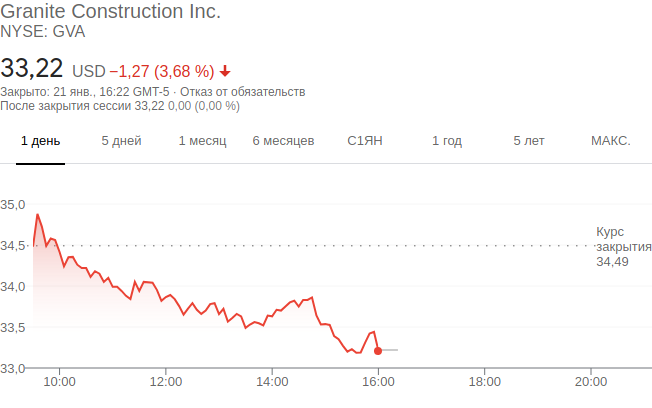 Granite Construction Inc.
NYSE: GVA
33,22 USD −1,27 (3,68 %)
Закрыто: 21 янв., 16:22 GMT-5 · Отказ от обязательств
После закрытия сессии 33,22 0,00 (0,00 %)
1 день 5 дней 1 месяц 6 месяцев С1ЯН 1 год 5 лет МАКС.
35,0
Курс
34,5 закрытия
34,49
34,0
33,5
33,0
10:00 12:00 14:00 16:00 18:00 20:00